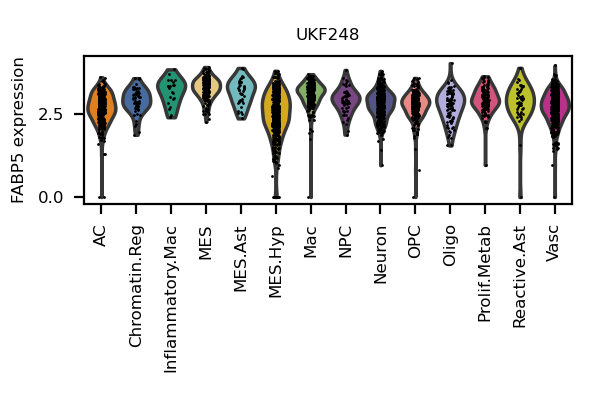 UKF248
FABP5 expression
2.5
0.0
AC
Chromatin.Reg
Inflammatory.Mac
MES
MES.Ast
MES.Hyp
Mac
NPC
Neuron
OPC
Oligo
Prolif.Metab
Reactive.Ast
Vasc